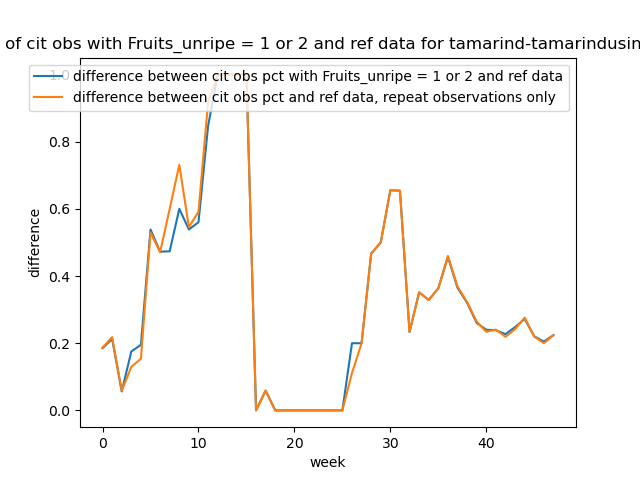 of cit obs with Fruits_unripe = 1 or 2 and ref data for tamarind-tamarindusin
difference between cit obs pct with Fruits_unripe = 1 or 2 and ref data
difference between cit obs pct and ref data, repeat observations only
1.0
0.8
0.6
0.4
0.2
0.0
difference
0 10 20 30 40
week